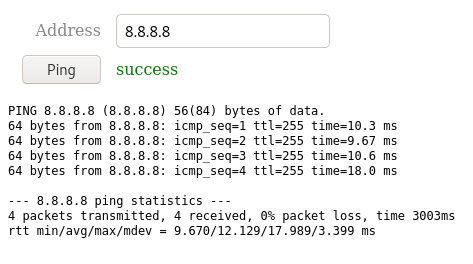 Address 8.8.8.8
Ping success
PING 8.8.8.8 (8.8.8.8) 56(84) bytes of data.
64 bytes from 8.8.8.8: icmp_seq=1 ttl=255 time=10.3 ms
64 bytes from 8.8.8.8: icmp_seq=2 ttl=255 time=9.67 ms
64 bytes from 8.8.8.8: icmp_seq=3 ttl=255 time=10.6 ms
64 bytes from 8.8.8.8: icmp_seq=4 ttl=255 time=18.0 ms
--- 8.8.8.8 ping statistics ---
4 packets transmitted, 4 received, 0% packet loss, time 3003ms
rtt min/avg/max/mdev = 9.670/12.129/17.989/3.399 ms